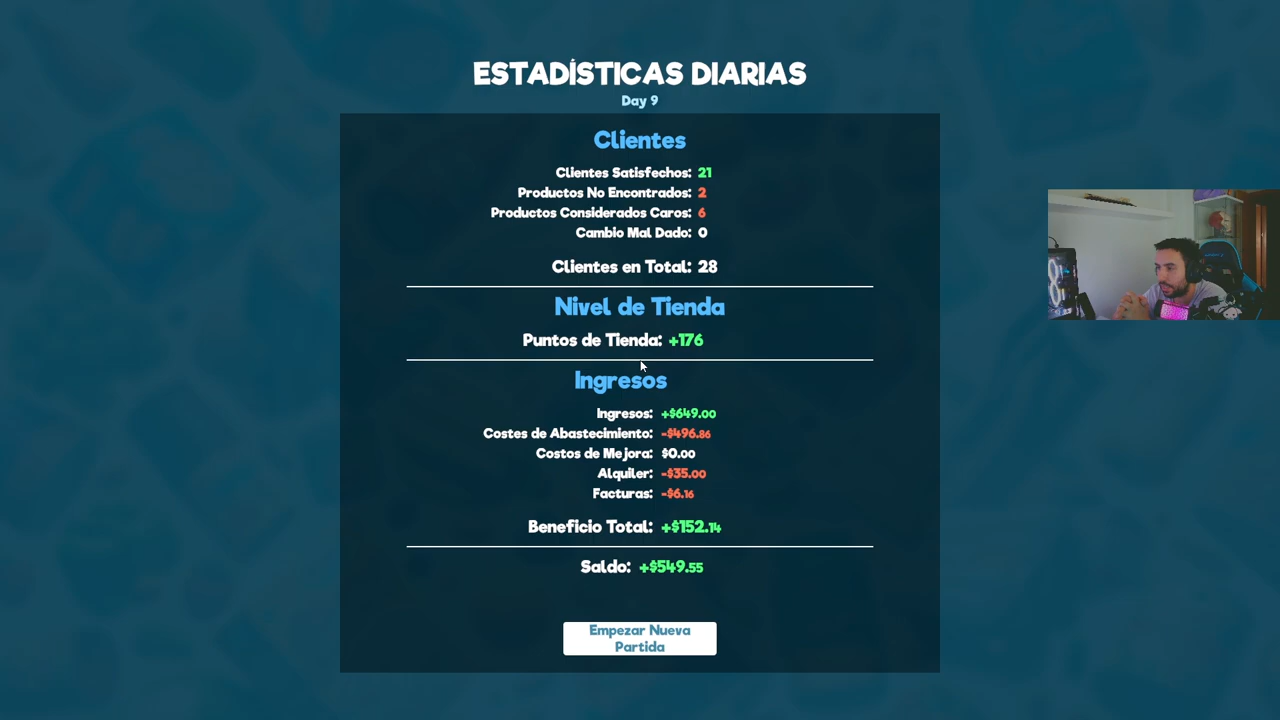 ESTADÍSTICAS DIARIAS
Day 9
Clientes
Clientes Satisfechos: 21
Productos No Encontrados: 2
Productos Considerados Caros: 6
Cambio Mal Dado: 0
Clientes en Total: 28
Nivel de Tienda
Puntos de Tienda: +176
Ingresos
Ingresos: +$649.00
Costes de Abastecimiento: -$496.86
Costos de Mejora: $0.00
Alquiler: -$35.00
Facturas: -$6.16
Beneficio Total: +$152.14
Saldo: +$549.55
Empezar Nueva
Partida